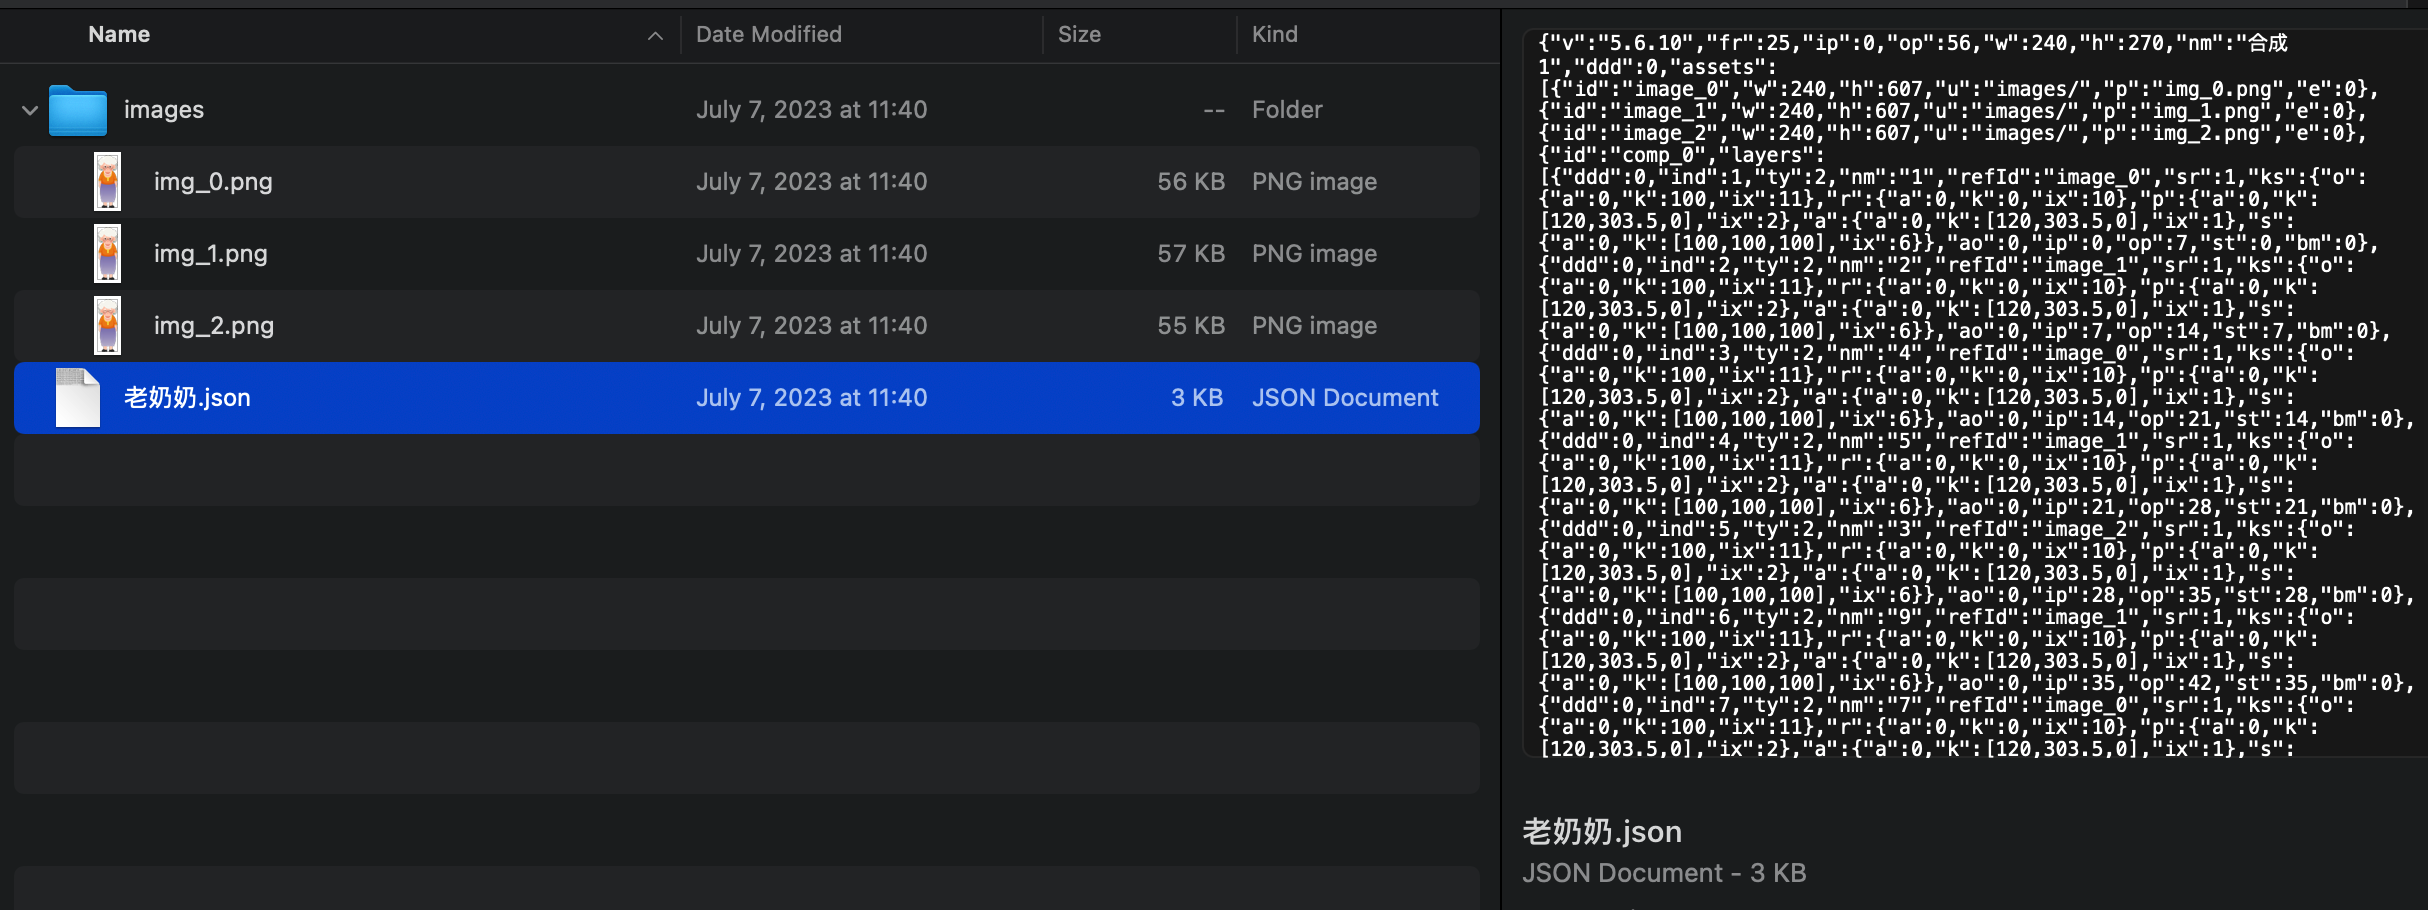 Name Date Modified Size Kind
images July 7, 2023 at 11:40 -- Folder
img_0.png July 7, 2023 at 11:40 56 KB PNG image
img_1.png July 7, 2023 at 11:40 57 KB PNG image
img_2.png July 7, 2023 at 11:40 55 KB PNG image
老奶奶.json July 7, 2023 at 11:40 3 KB JSON Document
{"v":"5.6.10","fr":25,"ip":0,"op":56,"w":240,"h":270,"nm":"合成
1","ddd":0,"assets":
[{"id":"image_0","w":240,"h":607,"u":"images/","p":"img_0.png","e":0},
{"id":"image_1","w":240,"h":607,"u":"images/","p":"img_1.png","e":0},
{"id":"image_2","w":240,"h":607,"u":"images/","p":"img_2.png","e":0},
{"id":"comp_0","layers":
[{"ddd":0,"ind":1,"ty":2,"nm":"1","refId":"image_0","sr":1,"ks":{"o":
{"a":0,"k":100,"ix":11},"r":{"a":0,"k":0,"ix":10},"p":{"a":0,"k":
[120,303.5,0],"ix":2},"a":{"a":0,"k":[120,303.5,0],"ix":1},"s":
{"a":0,"k":[100,100,100],"ix":6}},"ao":0,"ip":0,"op":7,"st":0,"bm":0},
{"ddd":0,"ind":2,"ty":2,"nm":"2","refId":"image_1","sr":1,"ks":{"o":
{"a":0,"k":100,"ix":11},"r":{"a":0,"k":0,"ix":10},"p":{"a":0,"k":
[120,303.5,0],"ix":2},"a":{"a":0,"k":[120,303.5,0],"ix":1},"s":
{"a":0,"k":[100,100,100],"ix":6}},"ao":0,"ip":7,"op":14,"st":7,"bm":0},
{"ddd":0,"ind":3,"ty":2,"nm":"4","refId":"image_0","sr":1,"ks":{"o":
{"a":0,"k":100,"ix":11},"r":{"a":0,"k":0,"ix":10},"p":{"a":0,"k":
[120,303.5,0],"ix":2},"a":{"a":0,"k":[120,303.5,0],"ix":1},"s":
{"a":0,"k":[100,100,100],"ix":6}},"ao":0,"ip":14,"op":21,"st":14,"bm":0},
{"ddd":0,"ind":4,"ty":2,"nm":"5","refId":"image_1","sr":1,"ks":{"o":
{"a":0,"k":100,"ix":11},"r":{"a":0,"k":0,"ix":10},"p":{"a":0,"k":
[120,303.5,0],"ix":2},"a":{"a":0,"k":[120,303.5,0],"ix":1},"s":
{"a":0,"k":[100,100,100],"ix":6}},"ao":0,"ip":21,"op":28,"st":21,"bm":0},
{"ddd":0,"ind":5,"ty":2,"nm":"3","refId":"image_2","sr":1,"ks":{"o":
{"a":0,"k":100,"ix":11},"r":{"a":0,"k":0,"ix":10},"p":{"a":0,"k":
[120,303.5,0],"ix":2},"a":{"a":0,"k":[120,303.5,0],"ix":1},"s":
{"a":0,"k":[100,100,100],"ix":6}},"ao":0,"ip":28,"op":35,"st":28,"bm":0},
{"ddd":0,"ind":6,"ty":2,"nm":"9","refId":"image_1","sr":1,"ks":{"o":
{"a":0,"k":100,"ix":11},"r":{"a":0,"k":0,"ix":10},"p":{"a":0,"k":
[120,303.5,0],"ix":2},"a":{"a":0,"k":[120,303.5,0],"ix":1},"s":
{"a":0,"k":[100,100,100],"ix":6}},"ao":0,"ip":35,"op":42,"st":35,"bm":0},
{"ddd":0,"ind":7,"ty":2,"nm":"7","refId":"image_0","sr":1,"ks":{"o":
{"a":0,"k":100,"ix":11},"r":{"a":0,"k":0,"ix":10},"p":{"a":0,"k":
[120,303.5,0],"ix":2},"a":{"a":0,"k":[120,303.5,0],"ix":1},"s":
老奶奶.json
JSON Document - 3 KB